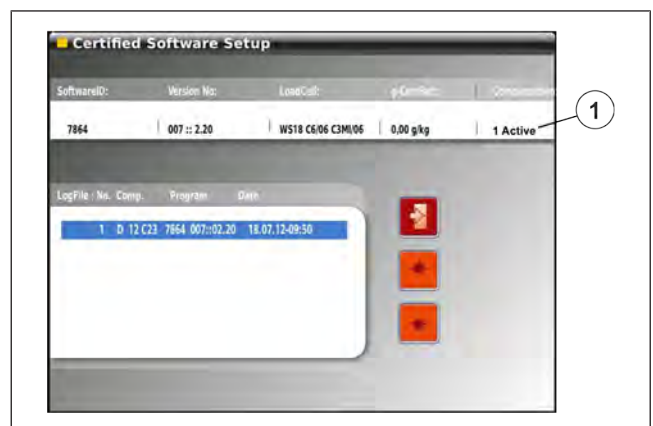 Certified Software Setup
SoftwareID: Version No: LoadCell:
7864 007 :: 2.20 WS18 C6/06 C3MI/06 0,00 g/kg 1 Active
1
LogFile : No. Comp. Program Date
1 D 12 C23 7864 007::02.20 18.07.12-09:50